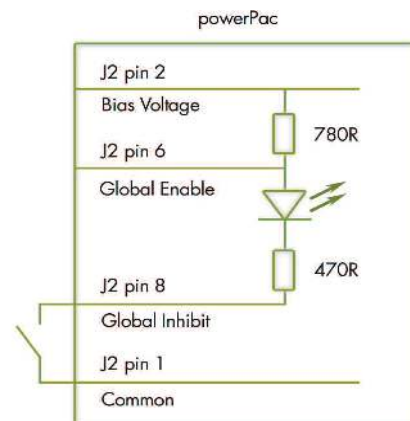 powerPac
J2 pin 2
Bias Voltage
780R
J2 pin 6
Global Enable
470R
J2 pin 8
Global Inhibit
J2 pin 1
Common